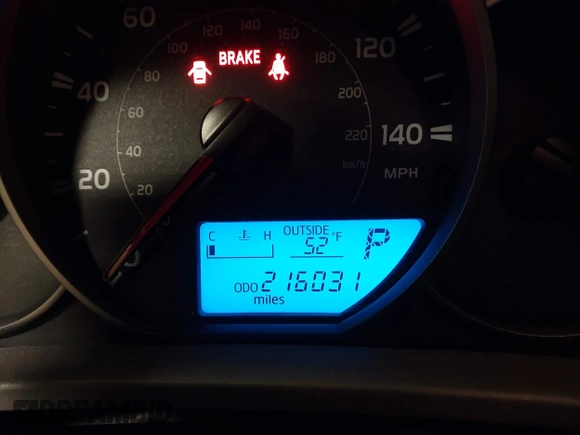 60 80 100 120 140 160 180 200 220 km/h
BRAKE
40 60 120
20 40 20 140
MPH
C H OUTSIDE
52 °F P
ODO 216031
miles
DREAMBID